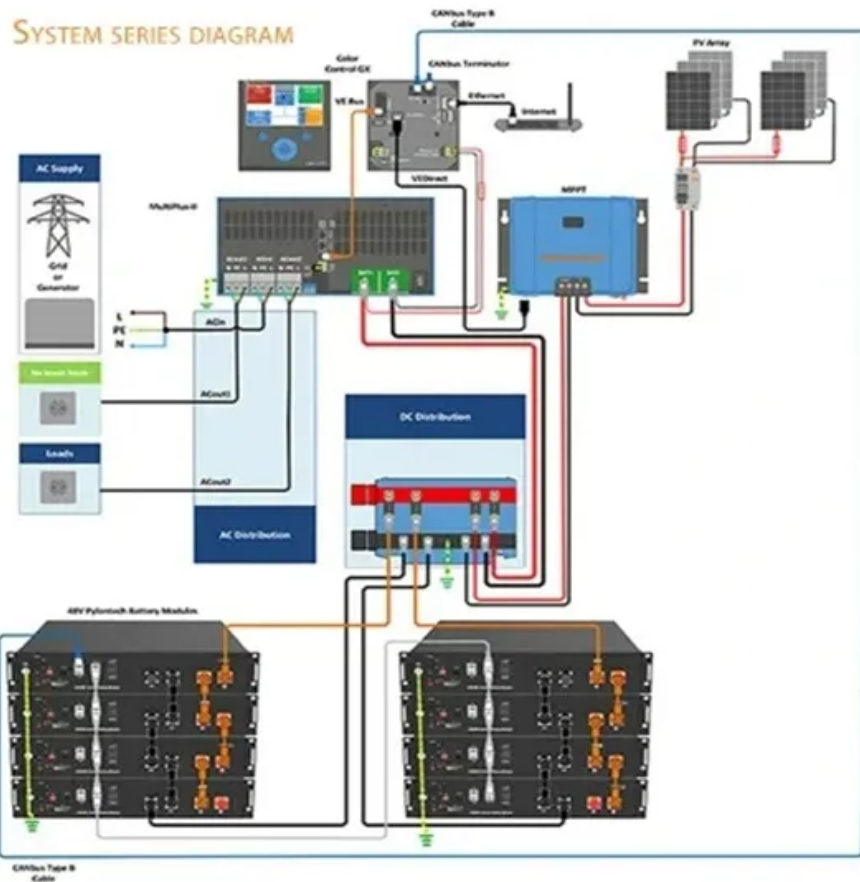 SYSTEM SERIES DIAGRAM
CANbus Type B
Cable
Color
Control GX
CANbus Terminator
PV Array
VE Bus
Ethernet
Internet
AC Supply
VE.Direct
MPPT
MultiPlus-II
Grid
or
Generator
L
PE
N
ACin
ACout1
DC Distribution
Loads
ACout2
AC Distribution
48V Pylontech Battery Modules
CANbus Type B
Cable